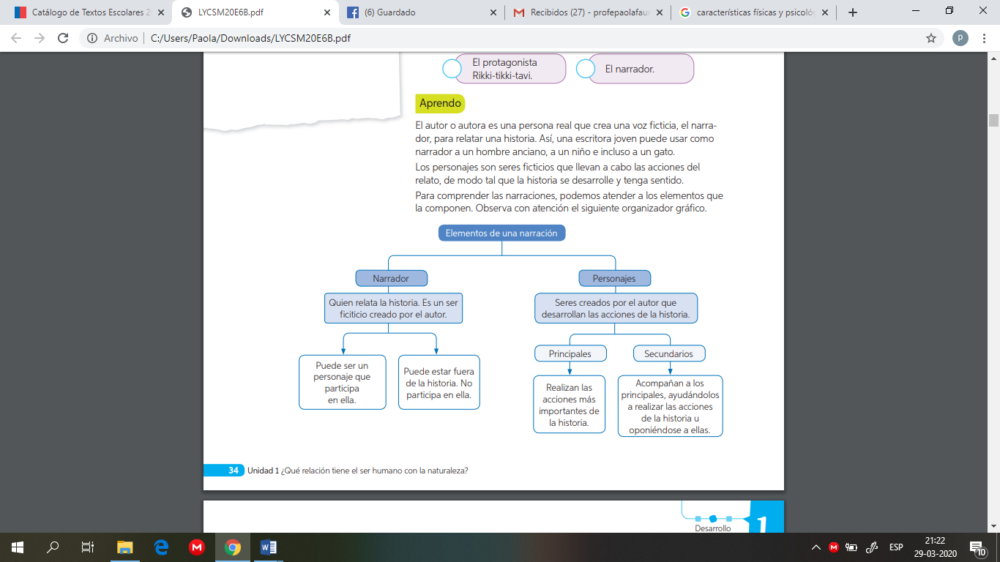 Catálogo de Textos Escolares 2
LYCSM20E6B.pdf
(6) Guardado
Recibidos (27) - profepaolafau
características físicas y psicológ
Archivo
C:/Users/Paola/Downloads/LYCSM20E6B.pdf
p
El protagonista
Rikki-tikki-tavi.
El narrador.
Aprendo
El autor o autora es una persona real que crea una voz ficticia, el narra-
dor, para relatar una historia. Así, una escritora joven puede usar como
narrador a un hombre anciano, a un niño e incluso a un gato.
Los personajes son seres ficticios que llevan a cabo las acciones del
relato, de modo tal que la historia se desarrolle y tenga sentido.
Para comprender las narraciones, podemos atender a los elementos que
la componen. Observa con atención el siguiente organizador gráfico.
Elementos de una narración
Narrador
Quien relata la historia. Es un ser
ficiticio creado por el autor.
Puede ser un
personaje que
participa
en ella.
Puede estar fuera
de la historia. No
participa en ella.
Personajes
Seres creados por el autor que
desarrollan las acciones de la historia.
Principales
Realizan las
acciones más
importantes de
la historia.
Secundarios
Acompañan a los
principales, ayudándolos
a realizar las acciones
de la historia u
oponiéndose a ellas.
34 Unidad 1 ¿Qué relación tiene el ser humano con la naturaleza?
Desarrollo
1
ESP
21:22
29-03-2020
10